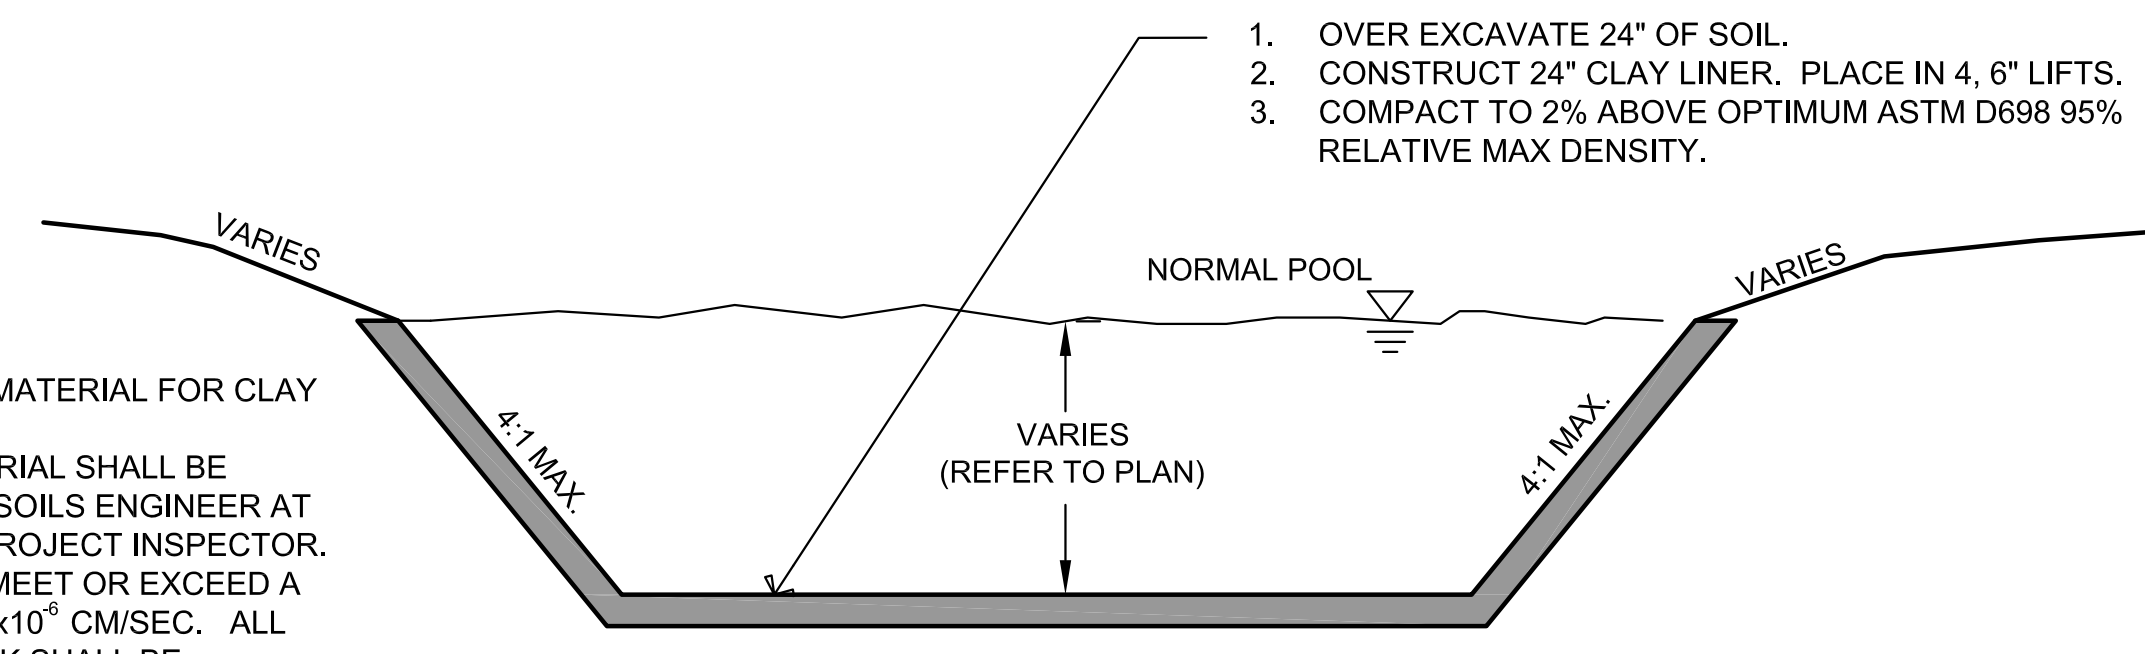 1. OVER EXCAVATE 24" OF SOIL.
2. CONSTRUCT 24" CLAY LINER. PLACE IN 4, 6" LIFTS.
3. COMPACT TO 2% ABOVE OPTIMUM ASTM D698 95%
RELATIVE MAX DENSITY.
VARIES
NORMAL POOL
VARIES
MATERIAL FOR CLAY
RIAL SHALL BE
SOILS ENGINEER AT
ROJECT INSPECTOR.
MEET OR EXCEED A
x10⁻⁶ CM/SEC. ALL
K SHALL BE
4:1 MAX.
VARIES
(REFER TO PLAN)
4:1 MAX.